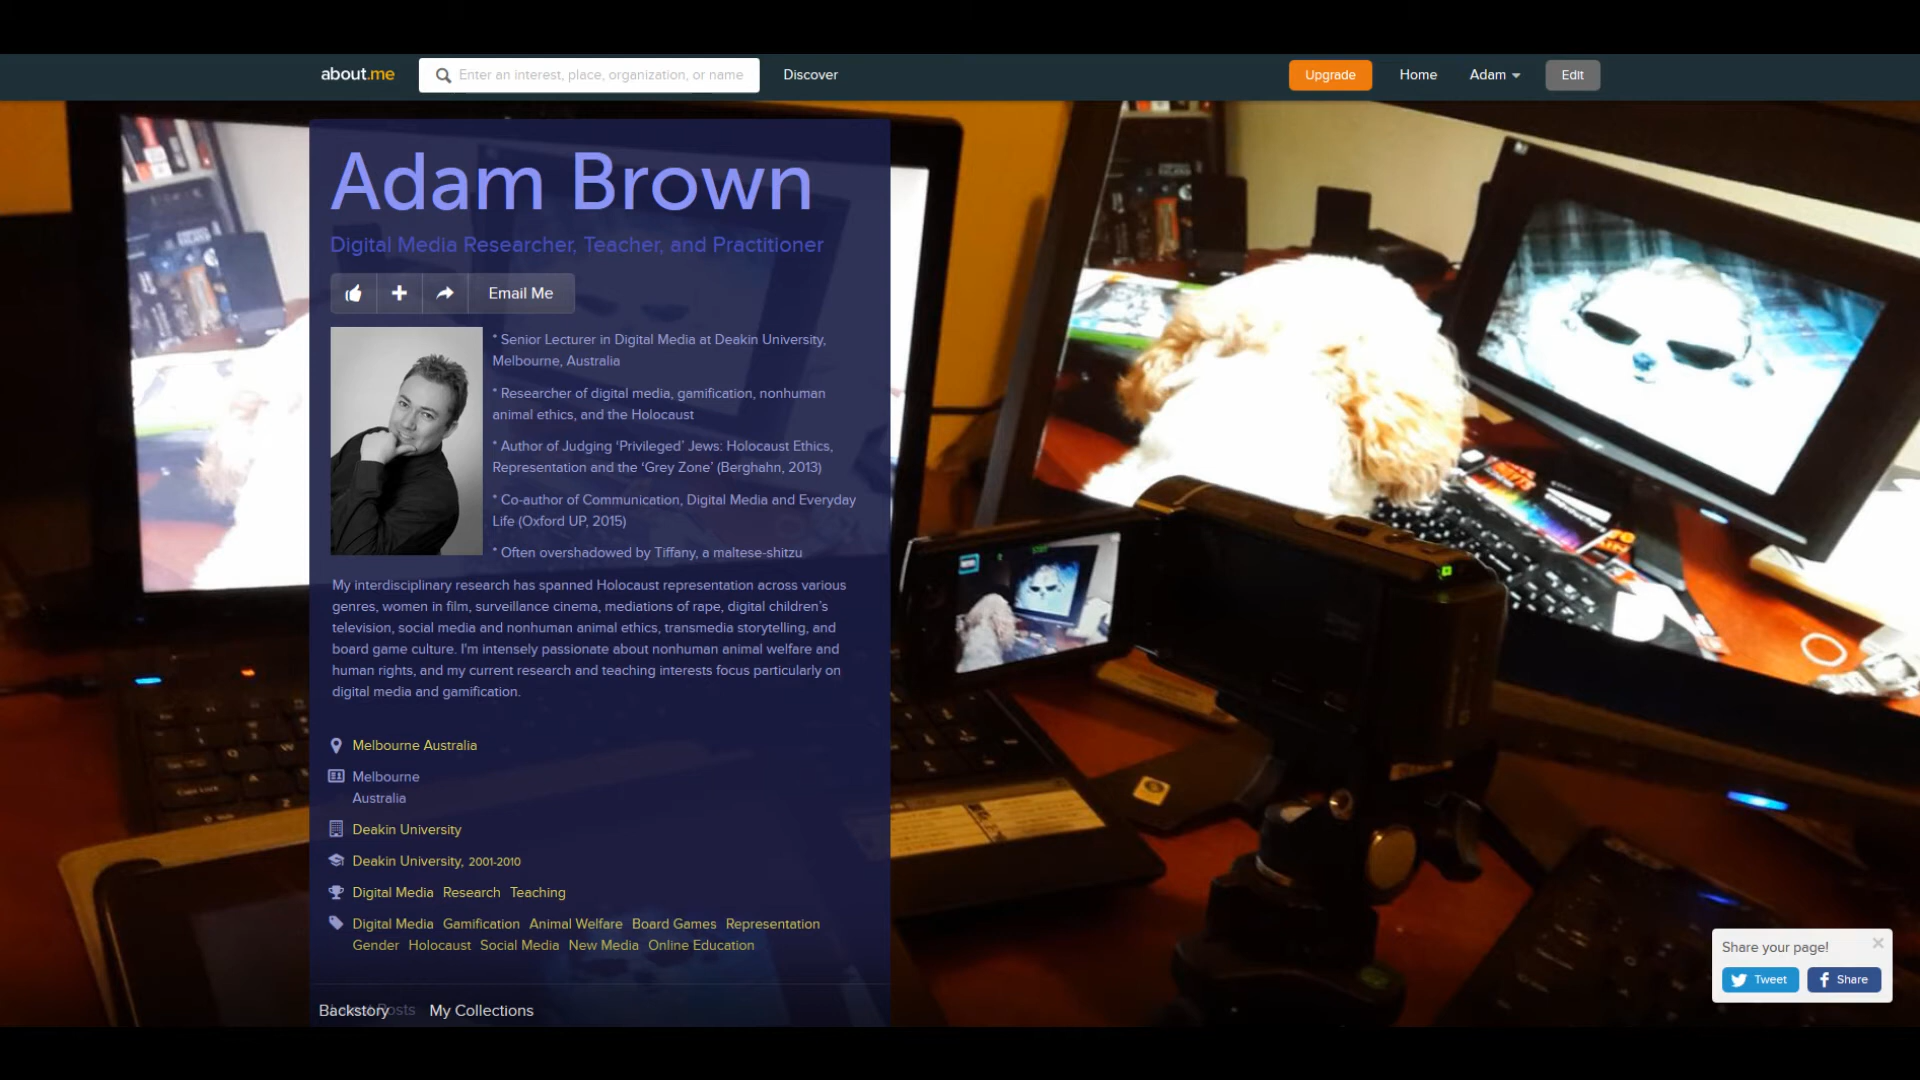 about.me
Enter an interest, place, organization, or name
Discover
Upgrade
Home
Adam
Edit
Adam Brown
Digital Media Researcher, Teacher, and Practitioner
Email Me
* Senior Lecturer in Digital Media at Deakin University,
Melbourne, Australia
* Researcher of digital media, gamification, nonhuman
animal ethics, and the Holocaust
* Author of Judging ‘Privileged’ Jews: Holocaust Ethics,
Representation and the ‘Grey Zone’ (Berghahn, 2013)
* Co-author of Communication, Digital Media and Everyday
Life (Oxford UP, 2015)
* Often overshadowed by Tiffany, a maltese-shitzu
My interdisciplinary research has spanned Holocaust representation across various
genres, women in film, surveillance cinema, mediations of rape, digital children's
television, social media and nonhuman animal ethics, transmedia storytelling, and
board game culture. I'm intensely passionate about nonhuman animal welfare and
human rights, and my current research and teaching interests focus particularly on
digital media and gamification.
Melbourne Australia
Melbourne
Australia
Deakin University
Deakin University, 2001-2010
Digital Media Research Teaching
Digital Media Gamification Animal Welfare Board Games Representation
Gender Holocaust Social Media New Media Online Education
Backstory Posts My Collections
Share your page!
Tweet
Share
Caps Lock